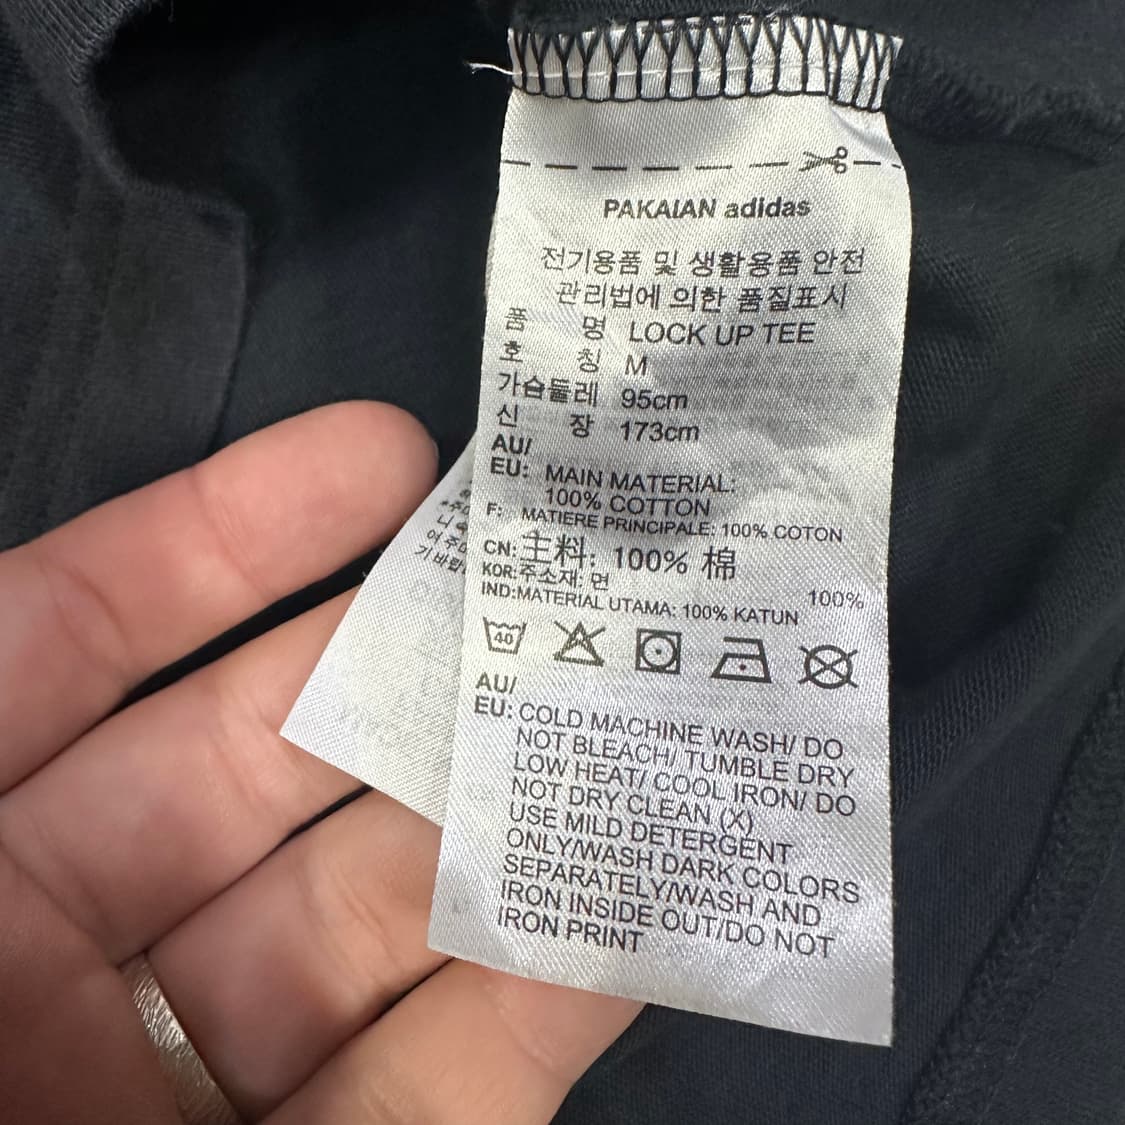 PAKAIAN adidas
전기용품 및 생활용품 안전
관리법에 의한 품질표시
품 명 LOCK UP TEE
호 칭 M
가슴둘레 95cm
신 장 173cm
AU/
EU: MAIN MATERIAL:
100% COTTON
F: MATIERE PRINCIPALE: 100% COTON
CN:主料: 100% 棉
KOR:주소재: 면 100%
IND:MATERIAL UTAMA: 100% KATUN
40
AU/
EU: COLD MACHINE WASH/ DO
NOT BLEACH/ TUMBLE DRY
LOW HEAT/ COOL IRON/ DO
NOT DRY CLEAN (X)
USE MILD DETERGENT
ONLY/WASH DARK COLORS
SEPARATELY/WASH AND
IRON INSIDE OUT/DO NOT
IRON PRINT
여 주
기 바랍